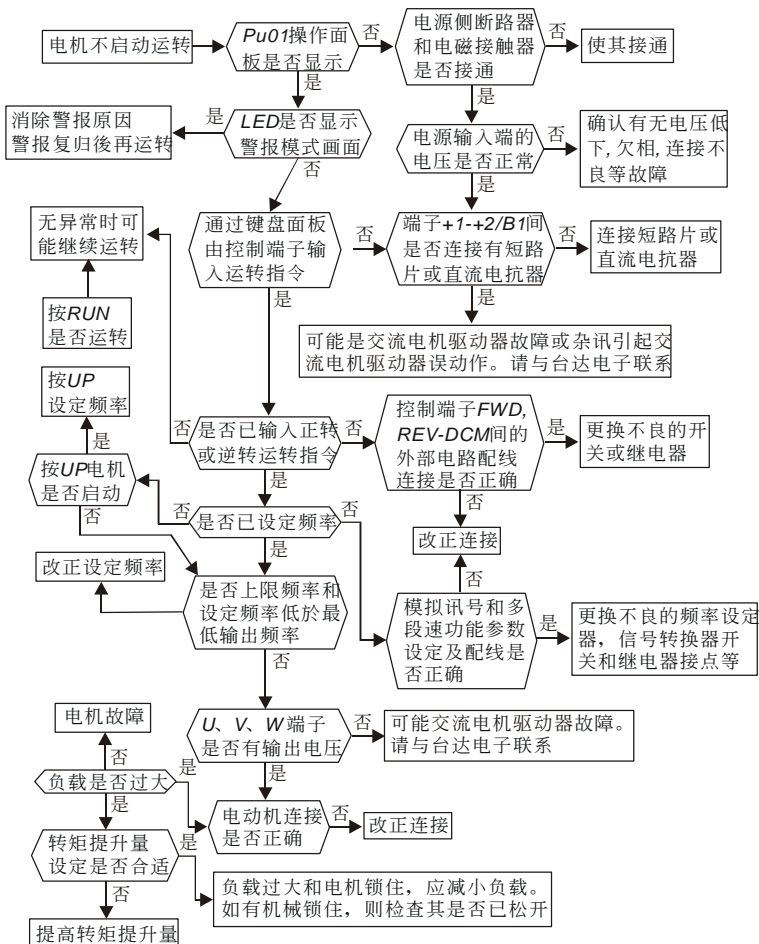 电机不启动运转
Pu01操作面
板是否显示
否
电源侧断路器
和电磁接触器
是否接通
否
使其接通
是
是
消除警报原因
警报复归後再运转
是
LED是否显示
警报模式画面
否
电源输入端的
电压是否正常
否
确认有无电压低
下,欠相,连接不
良等故障
是
无异常时可
能继续运转
通过键盘面板
由控制端子输
入运转指令
否
端子+1-+2/B1间
是否连接有短路
片或直流电抗器
否
连接短路片或
直流电抗器
是
是
按RUN
是否运转
可能是交流电机驱动器故障或杂讯引起交
流电机驱动器误动作。请与台达电子联系
按UP
设定频率
是
否
是否已输入正转
或逆转运转指令
否
控制端子FWD,
REV-DCM间的
外部电路配线
连接是否正确
是
更换不良的开
关或继电器
是
按UP电机
是否启动
否
否
是否已设定频率
否
否
改正连接
是
改正设定频率
是否上限频率和
设定频率低於最
低输出频率
否
否
模拟讯号和多
段速功能参数
设定及配线是
否正确
是
更换不良的频率设定
器，信号转换器开
关和继电器接点等
电机故障
否
U、V、W端子
是否有输出电压
否
可能交流电机驱动器故障。
请与台达电子联系
负载是否过大
是
是
是
电动机连接
是否正确
否
改正连接
转矩提升量
设定是否合适
是
否
负载过大和电机锁住，应减小负载。
如有机械锁住，则检查其是否已松开
提高转矩提升量